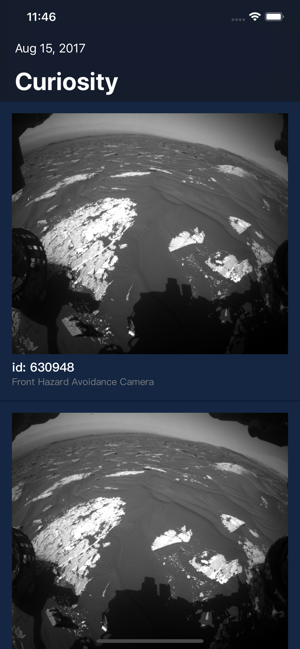 11:46
Aug 15, 2017
Curiosity
id: 630948
Front Hazard Avoidance Camera